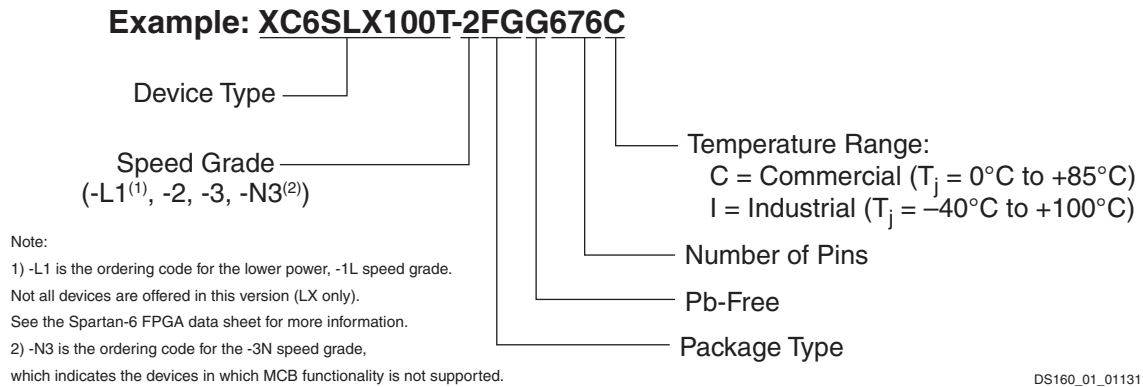 Example: XC6SLX100T-2FGG676C
Device Type
Speed Grade
(-L1(1), -2, -3, -N3(2))
Temperature Range:
C = Commercial (Tj = 0°C to +85°C)
I = Industrial (Tj = –40°C to +100°C)
Number of Pins
Pb-Free
Package Type
Note:
1) -L1 is the ordering code for the lower power, -1L speed grade.
Not all devices are offered in this version (LX only).
See the Spartan-6 FPGA data sheet for more information.
2) -N3 is the ordering code for the -3N speed grade,
which indicates the devices in which MCB functionality is not supported.
DS160_01_01131